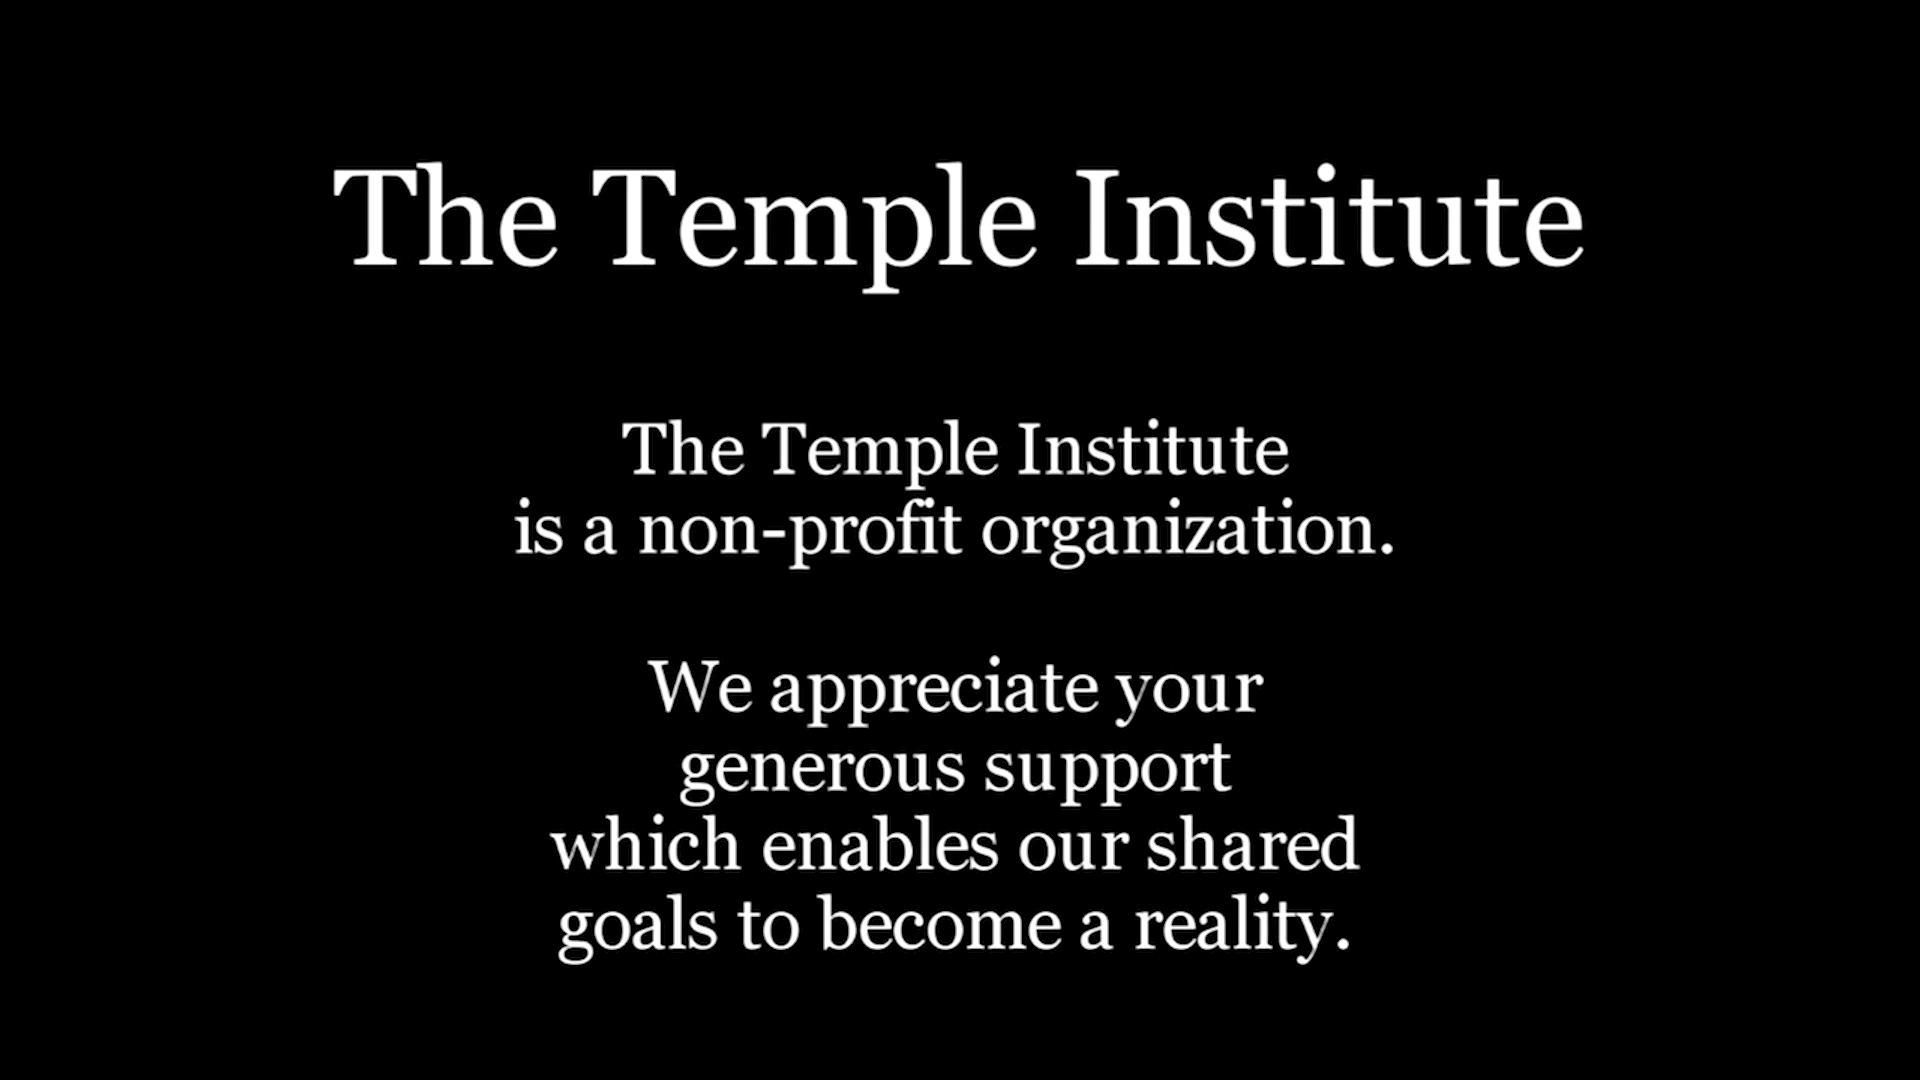 The Temple Institute
The Temple Institute
is a non-profit organization.
We appreciate your
generous support
which enables our shared
goals to become a reality.